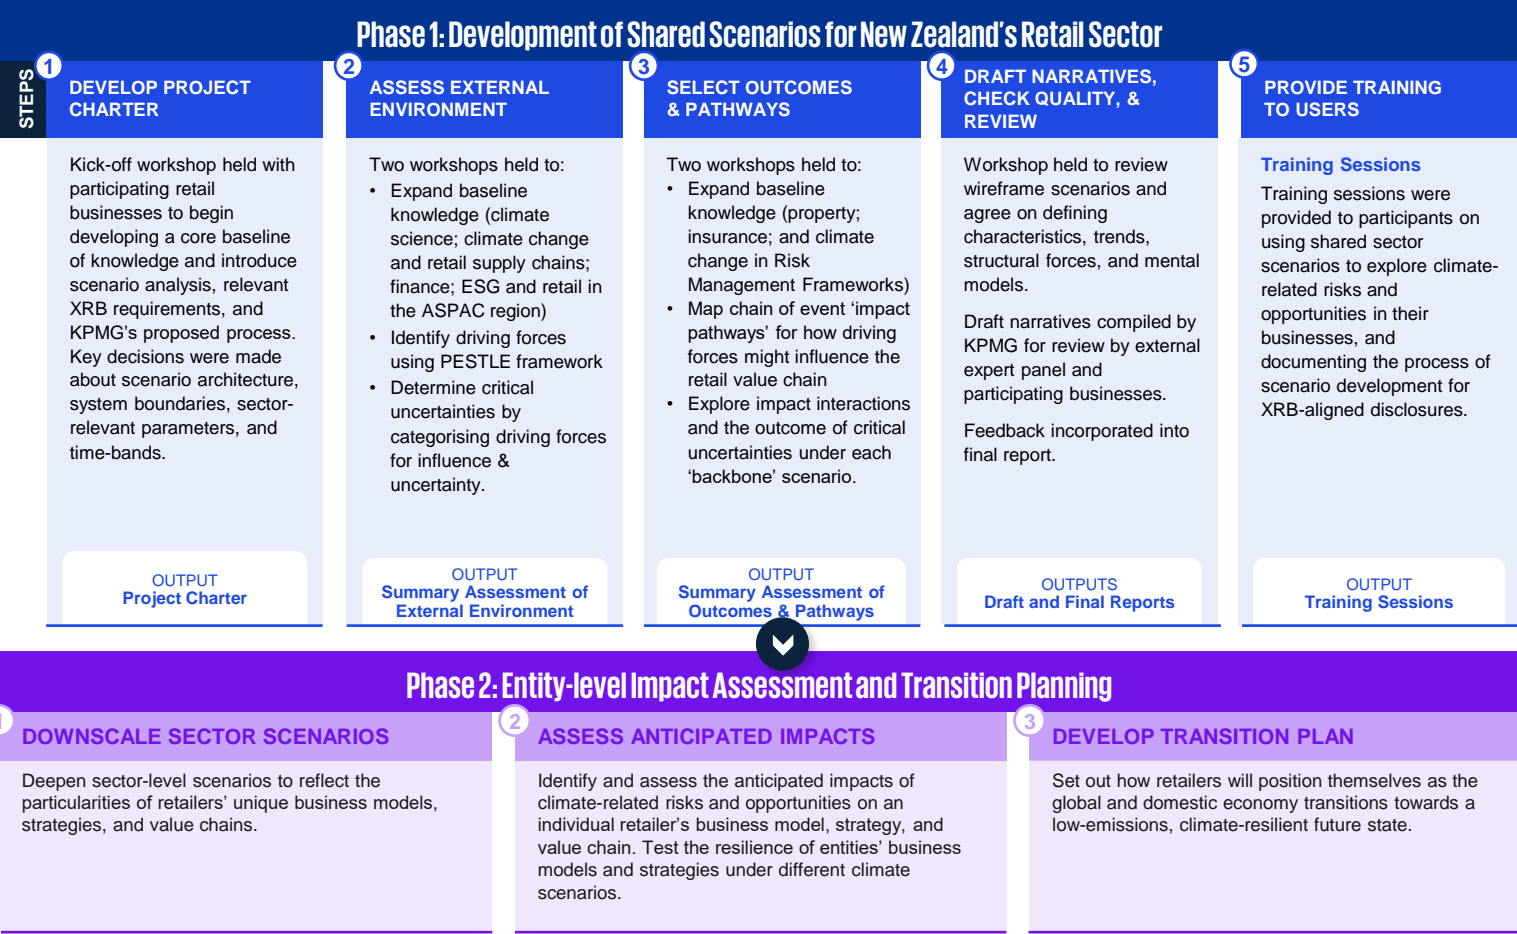 Phase 1: Development of Shared Scenarios for New Zealand's Retail Sector
STEPS
1
DEVELOP PROJECT
CHARTER
Kick-off workshop held with
participating retail
businesses to begin
developing a core baseline
of knowledge and introduce
scenario analysis, relevant
XRB requirements, and
KPMG's proposed process.
Key decisions were made
about scenario architecture,
system boundaries, sector-
relevant parameters, and
time-bands.
OUTPUT
Project Charter
2
ASSESS EXTERNAL
ENVIRONMENT
Two workshops held to:
• Expand baseline
knowledge (climate
science; climate change
and retail supply chains;
finance; ESG and retail in
the ASPAC region)
• Identify driving forces
using PESTLE framework
• Determine critical
uncertainties by
categorising driving forces
for influence &
uncertainty.
OUTPUT
Summary Assessment of
External Environment
3
SELECT OUTCOMES
& PATHWAYS
Two workshops held to:
• Expand baseline
knowledge (property;
insurance; and climate
change in Risk
Management Frameworks)
• Map chain of event ‘impact
pathways’ for how driving
forces might influence the
retail value chain
• Explore impact interactions
and the outcome of critical
uncertainties under each
‘backbone’ scenario.
OUTPUT
Summary Assessment of
Outcomes & Pathways
4
DRAFT NARRATIVES,
CHECK QUALITY, &
REVIEW
Workshop held to review
wireframe scenarios and
agree on defining
characteristics, trends,
structural forces, and mental
models.
Draft narratives compiled by
KPMG for review by external
expert panel and
participating businesses.
Feedback incorporated into
final report.
OUTPUTS
Draft and Final Reports
5
PROVIDE TRAINING
TO USERS
Training Sessions
Training sessions were
provided to participants on
using shared sector
scenarios to explore climate-
related risks and
opportunities in their
businesses, and
documenting the process of
scenario development for
XRB-aligned disclosures.
OUTPUT
Training Sessions
Phase 2: Entity-level Impact Assessment and Transition Planning
DOWNSCALE SECTOR SCENARIOS
Deepen sector-level scenarios to reflect the
particularities of retailers’ unique business models,
strategies, and value chains.
2
ASSESS ANTICIPATED IMPACTS
Identify and assess the anticipated impacts of
climate-related risks and opportunities on an
individual retailer’s business model, strategy, and
value chain. Test the resilience of entities’ business
models and strategies under different climate
scenarios.
3
DEVELOP TRANSITION PLAN
Set out how retailers will position themselves as the
global and domestic economy transitions towards a
low-emissions, climate-resilient future state.